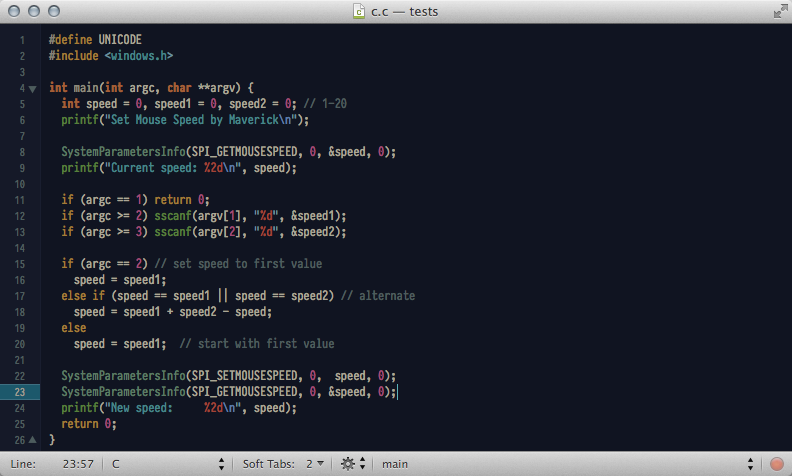 c.c — tests
1 #define UNICODE
2 #include <windows.h>
3
4 int main(int argc, char **argv) {
5   int speed = 0, speed1 = 0, speed2 = 0; // 1-20
6   printf("Set Mouse Speed by Maverick\n");
7
8   SystemParametersInfo(SPI_GETMOUSESPEED, 0, &speed, 0);
9   printf("Current speed: %2d\n", speed);
10
11   if (argc == 1) return 0;
12   if (argc >= 2) sscanf(argv[1], "%d", &speed1);
13   if (argc >= 3) sscanf(argv[2], "%d", &speed2);
14
15   if (argc == 2) // set speed to first value
16     speed = speed1;
17   else if (speed == speed1 || speed == speed2) // alternate
18     speed = speed1 + speed2 - speed;
19   else
20     speed = speed1;  // start with first value
21
22   SystemParametersInfo(SPI_SETMOUSESPEED, 0,  speed, 0);
23   SystemParametersInfo(SPI_GETMOUSESPEED, 0, &speed, 0);
24   printf("New speed:     %2d\n", speed);
25   return 0;
26 }
Line: 23:57 C Soft Tabs: 2 main